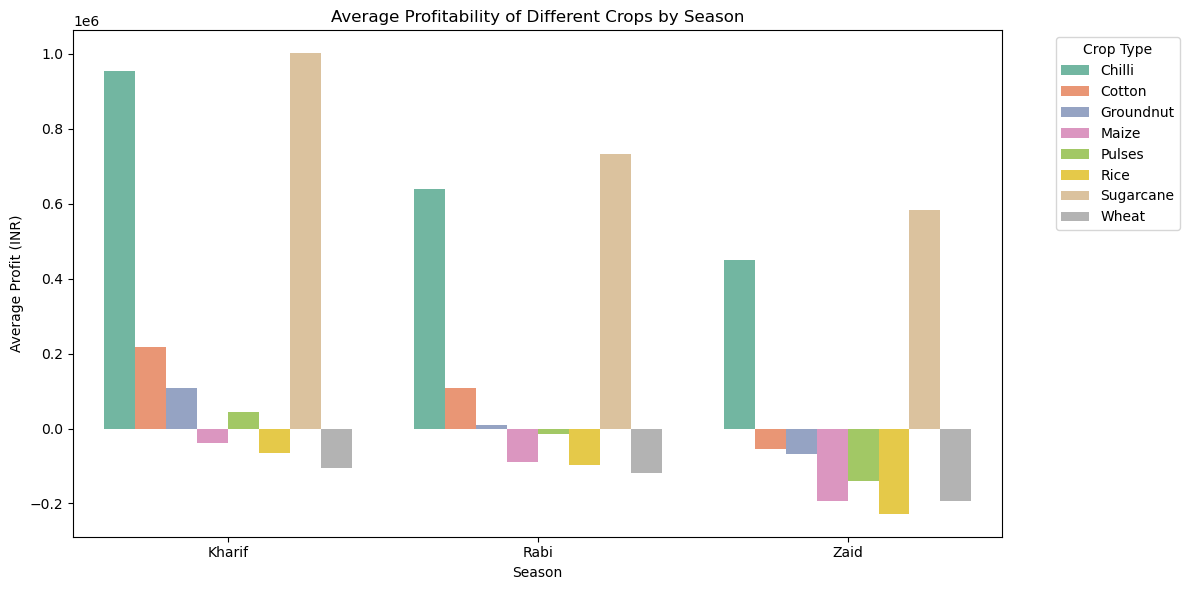 Average Profitability of Different Crops by Season
1e6
1.0
0.8
0.6
0.4
0.2
0.0
−0.2
Average Profit (INR)
Kharif
Rabi
Zaid
Season
Crop Type
Chilli
Cotton
Groundnut
Maize
Pulses
Rice
Sugarcane
Wheat